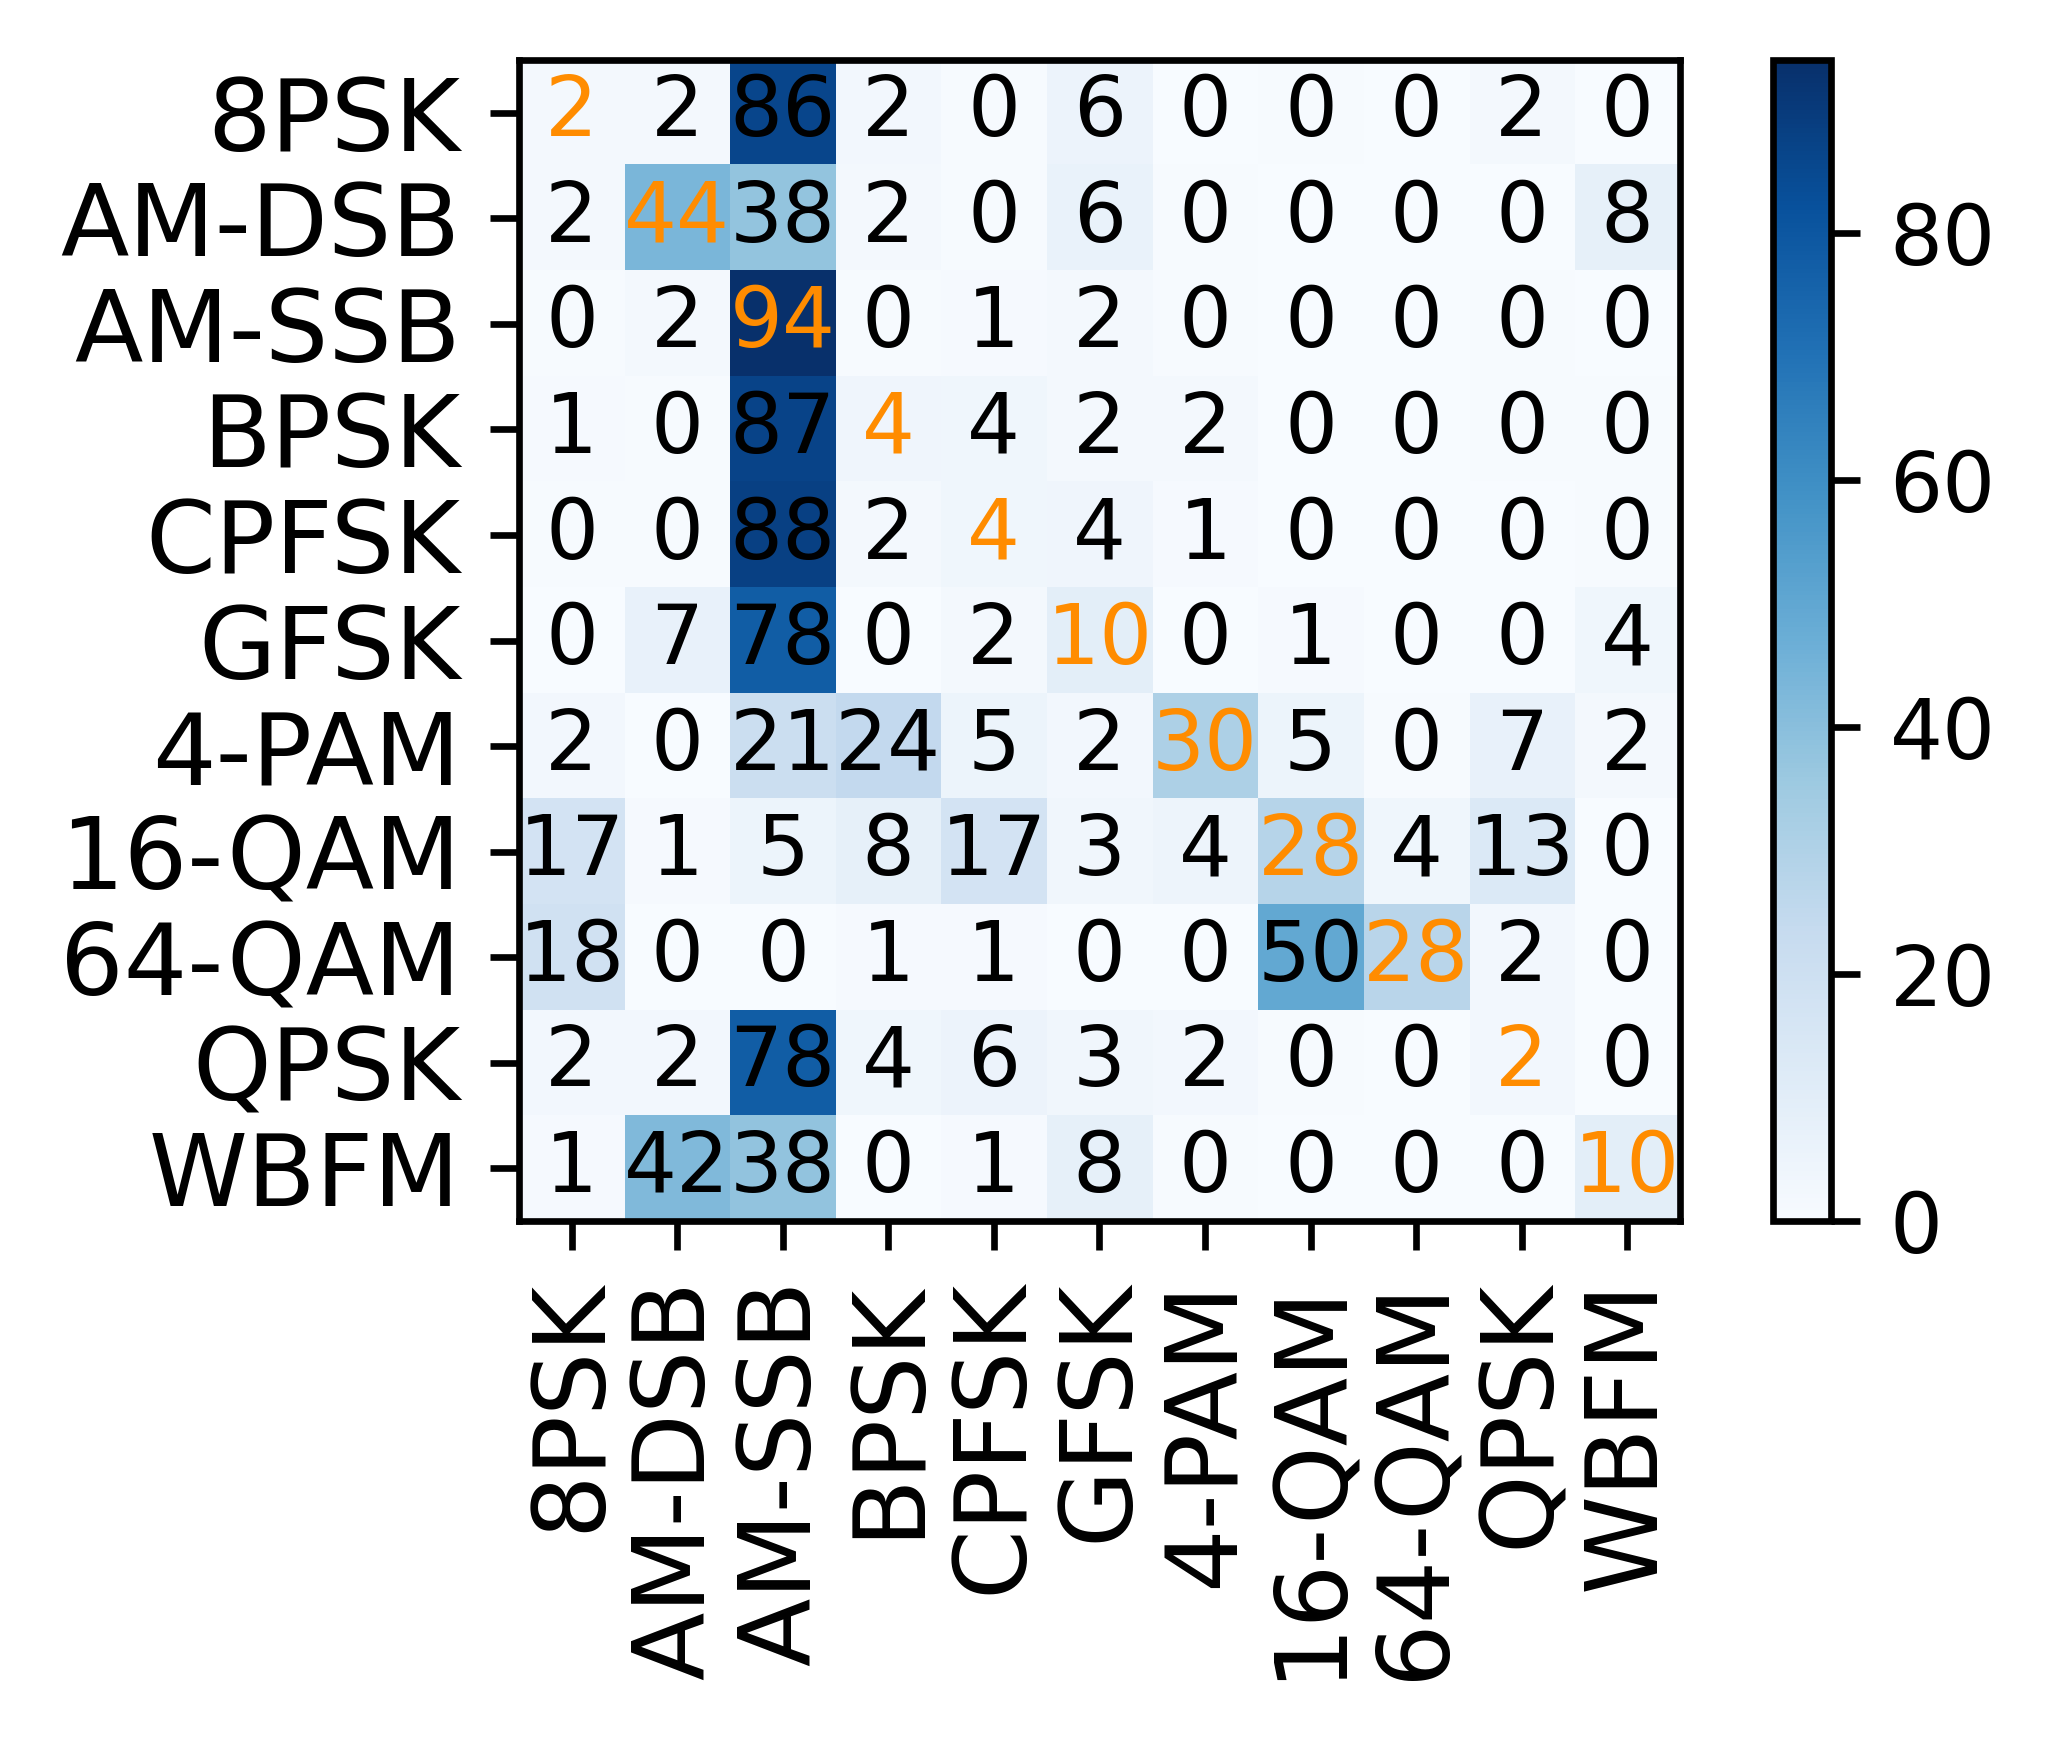 8PSK 2 2 86 2 0 6 0 0 0 2 0
AM-DSB 2 44 38 2 0 6 0 0 0 0 8
AM-SSB 0 2 94 0 1 2 0 0 0 0 0
BPSK 1 0 87 4 4 2 2 0 0 0 0
CPFSK 0 0 88 2 4 4 1 0 0 0 0
GFSK 0 7 78 0 2 10 0 1 0 0 4
4-PAM 2 0 21 24 5 2 30 5 0 7 2
16-QAM 17 1 5 8 17 3 4 28 4 13 0
64-QAM 18 0 0 1 1 0 0 50 28 2 0
QPSK 2 2 78 4 6 3 2 0 0 2 0
WBFM 1 42 38 0 1 8 0 0 0 0 10
8PSK
AM-DSB
AM-SSB
BPSK
CPFSK
GFSK
4-PAM
16-QAM
64-QAM
QPSK
WBFM
80
60
40
20
0